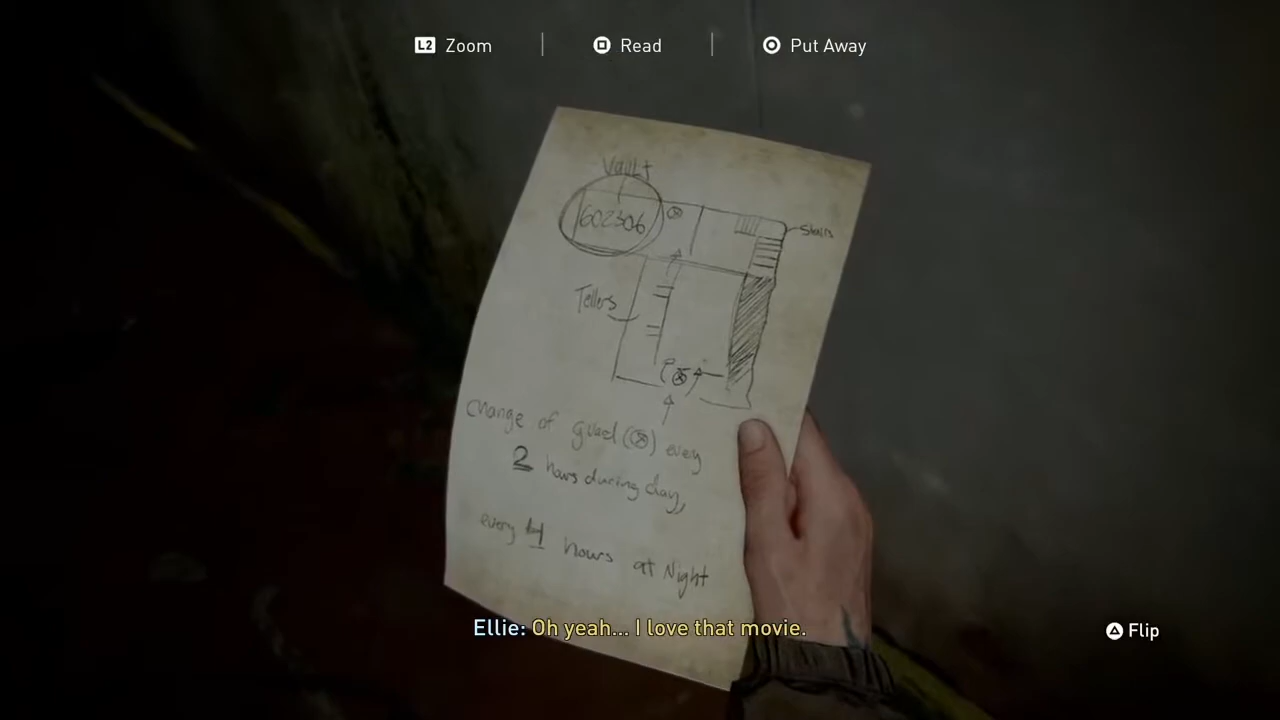 L2 Zoom | Read | Put Away
Vault
602306
Stairs
Tellers
Change of guard (⊗) every
2 hours during day,
every 4 hours at Night
Ellie: Oh yeah... I love that movie.
Flip